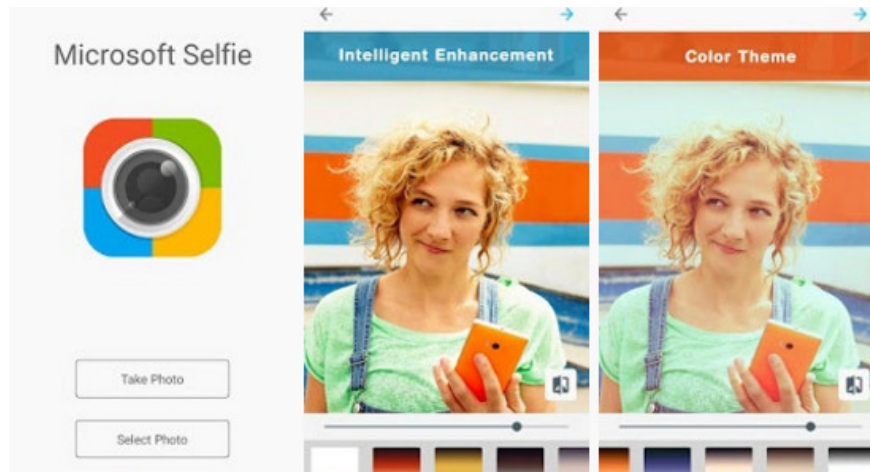 Microsoft Selfie
Take Photo
Select Photo
Intelligent Enhancement
Color Theme